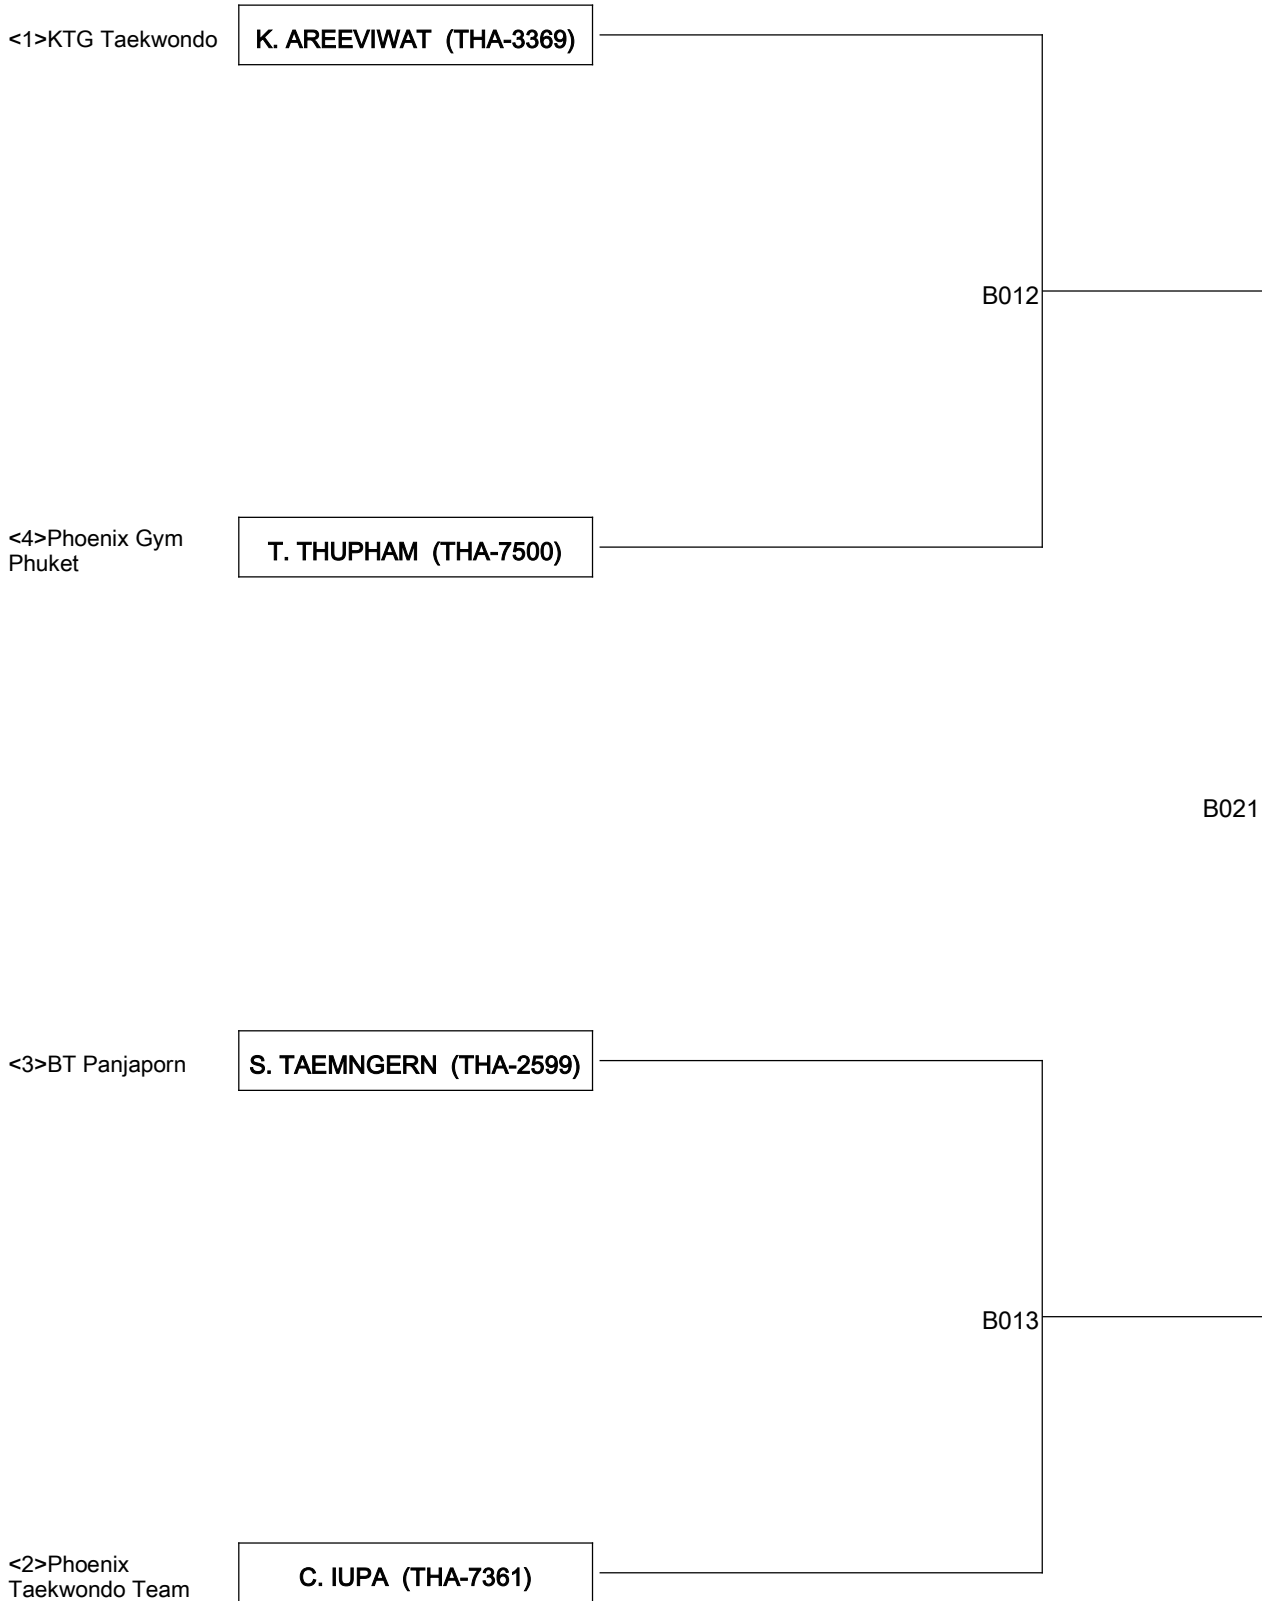 <1>KTG Taekwondo
K. AREEVIWAT (THA-3369)
B012
<4>Phoenix Gym
Phuket
T. THUPHAM (THA-7500)
B021
<3>BT Panjaporn
S. TAEMNGERN (THA-2599)
B013
<2>Phoenix
Taekwondo Team
C. IUPA (THA-7361)